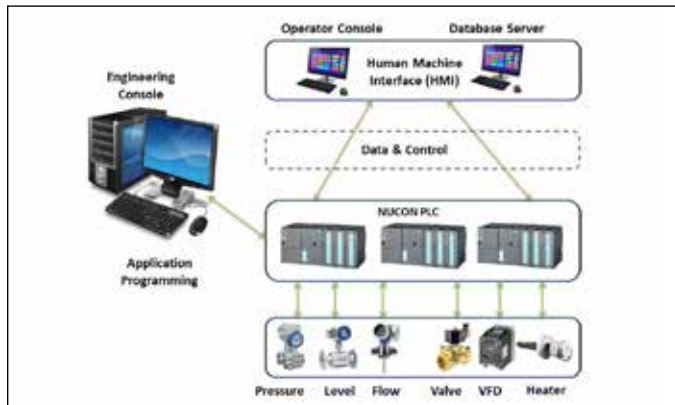 Operator Console
Database Server
Human Machine
Interface (HMI)
Engineering
Console
Data & Control
NUCON PLC
Application
Programming
Pressure Level Flow Valve VFD Heater